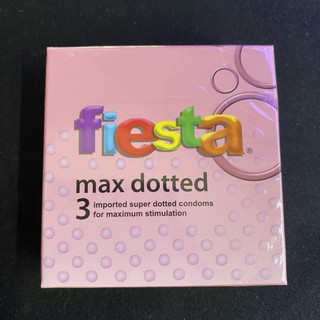 fiesta®
max dotted
3 imported super dotted condoms
for maximum stimulation